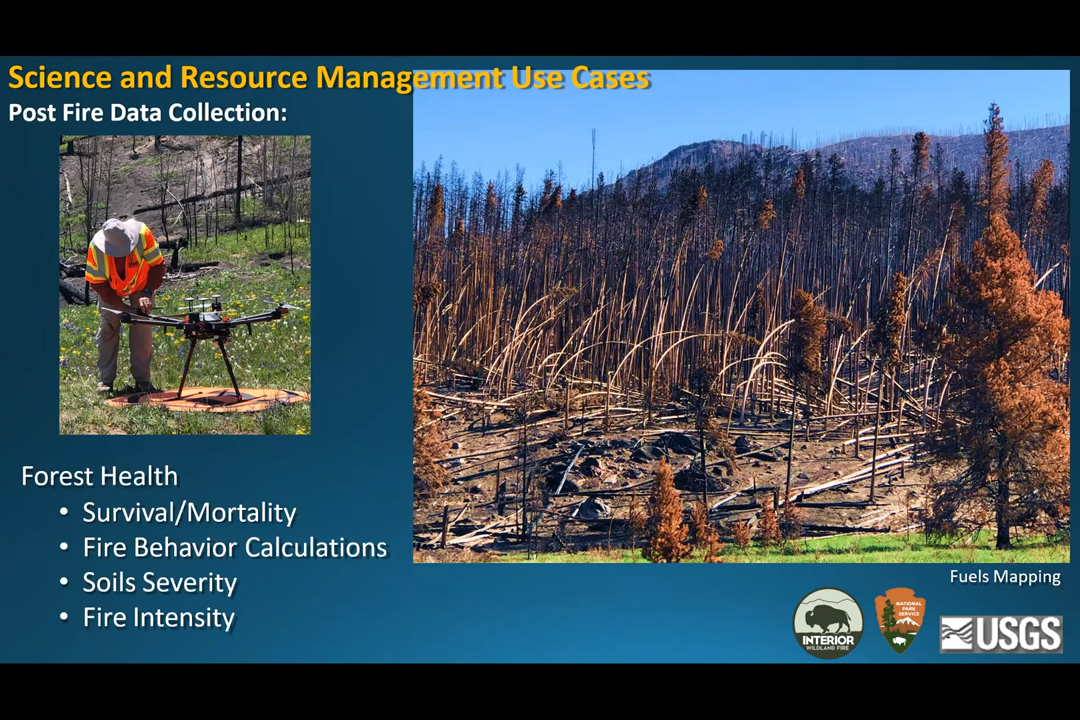 Science and Resource Management Use Cases
Post Fire Data Collection:
Forest Health
• Survival/Mortality
• Fire Behavior Calculations
• Soils Severity
• Fire Intensity
Fuels Mapping
INTERIOR
WILDLAND FIRE
NATIONAL
PARK
SERVICE
USGS